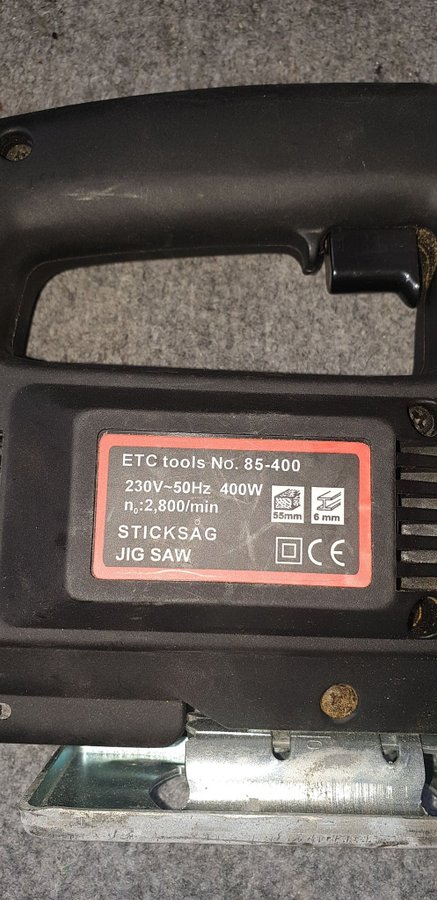 ETC tools No. 85-400
230V~50Hz 400W
n₀:2,800/min
55mm 6 mm
STICKSÅG
JIG SAW
CE